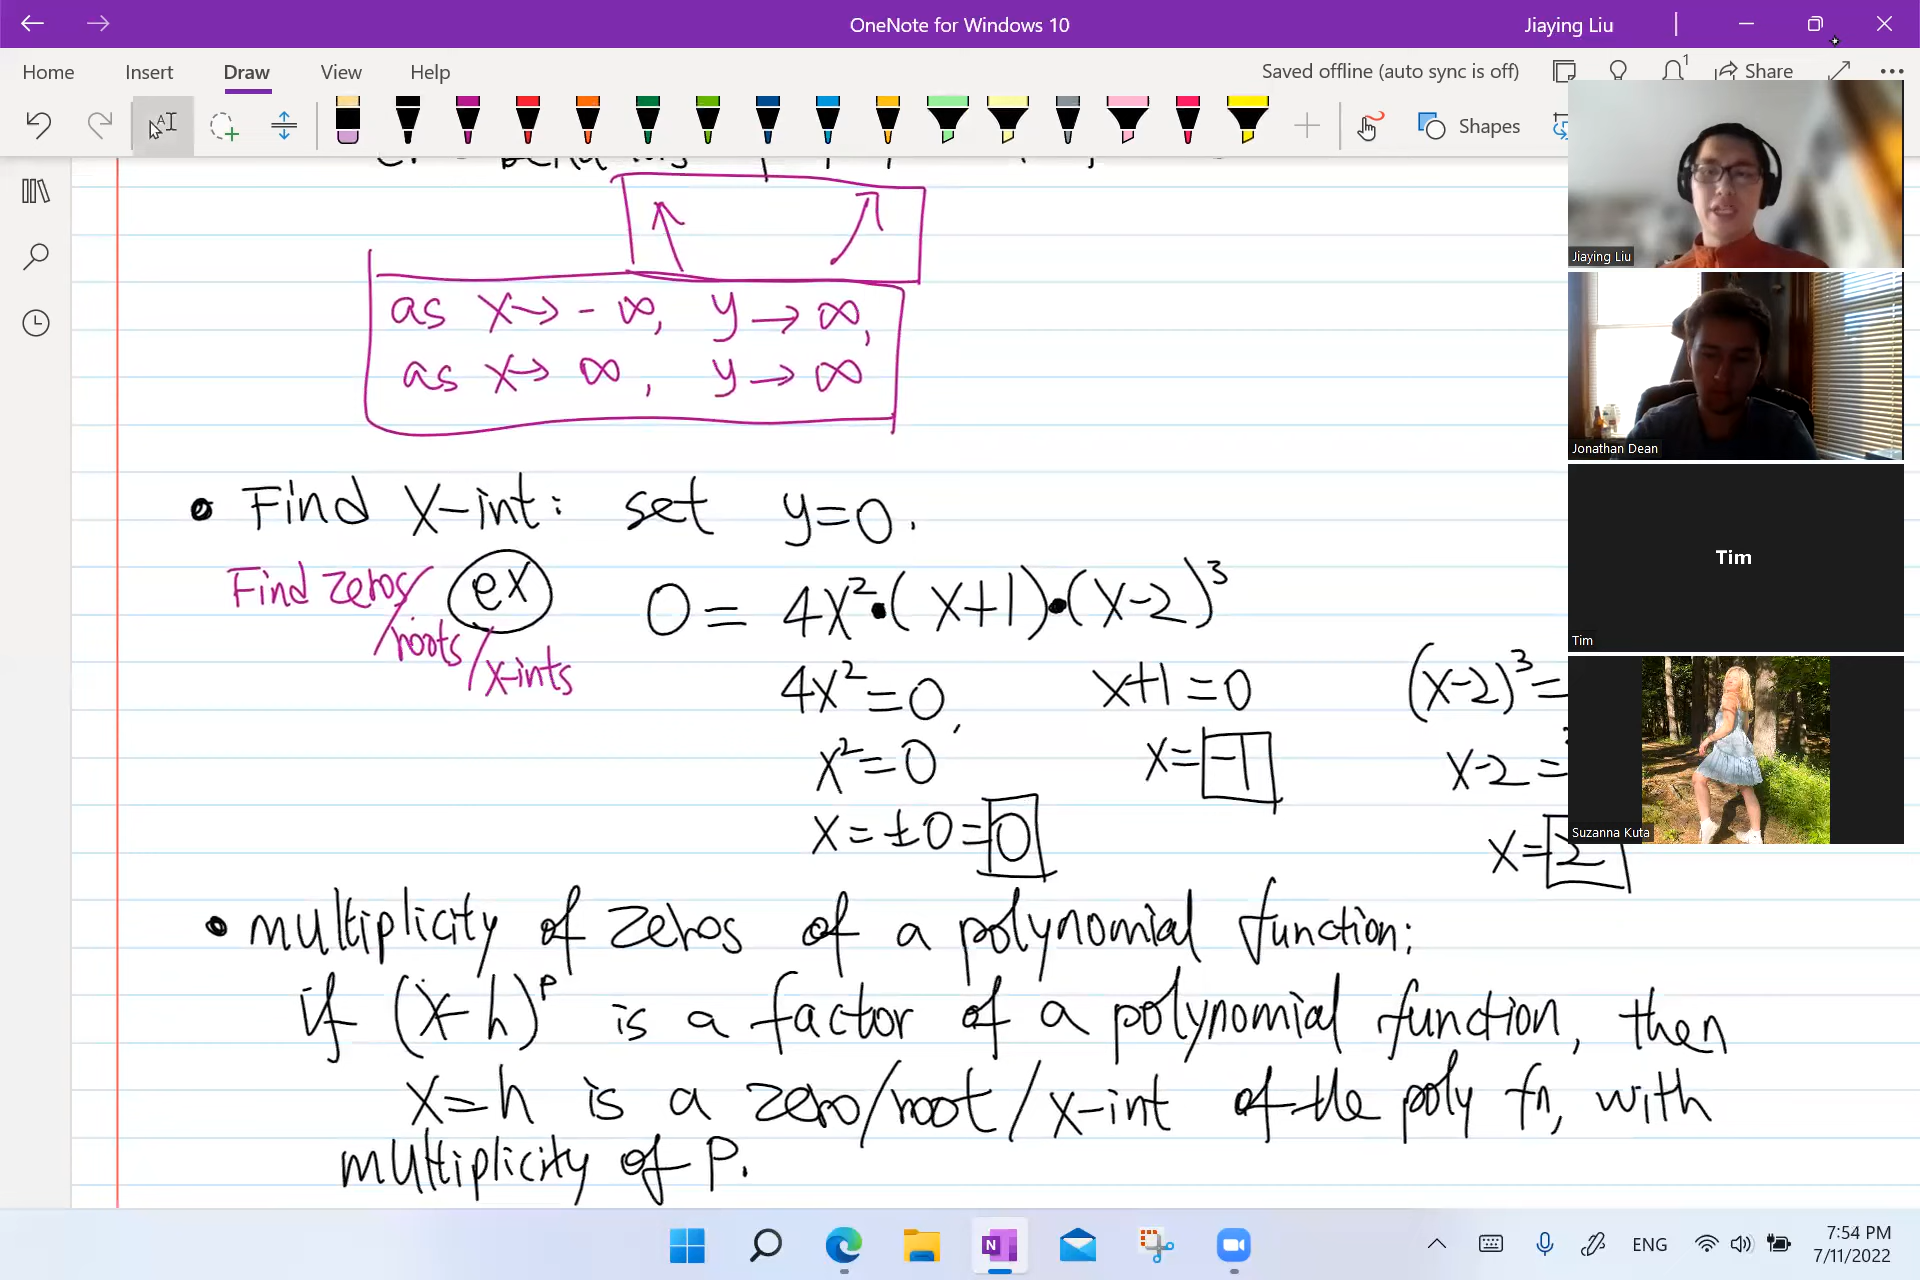 OneNote for Windows 10
Jiaying Liu
Home Insert Draw View Help
Saved offline (auto sync is off)
1
Share
Shapes
as x→ - ∞, y → ∞,
as x→ ∞, y → ∞
• Find x-int: set y=0.
Find zeros/
/roots/
x-ints
ex
0 = 4x²•(x+1)•(x-2)³
4x²=0, x+1=0 (x-2)³=
x²=0 x=-1 x-2=
x=±0=0 x=2
• multiplicity of zeros of a polynomial function:
if (x-h)^p is a factor of a polynomial function, then
x=h is a zero/root/x-int of the poly fn, with
multiplicity of P.
Jiaying Liu
Jonathan Dean
Tim
Tim
Suzanna Kuta
ENG
7:54 PM
7/11/2022